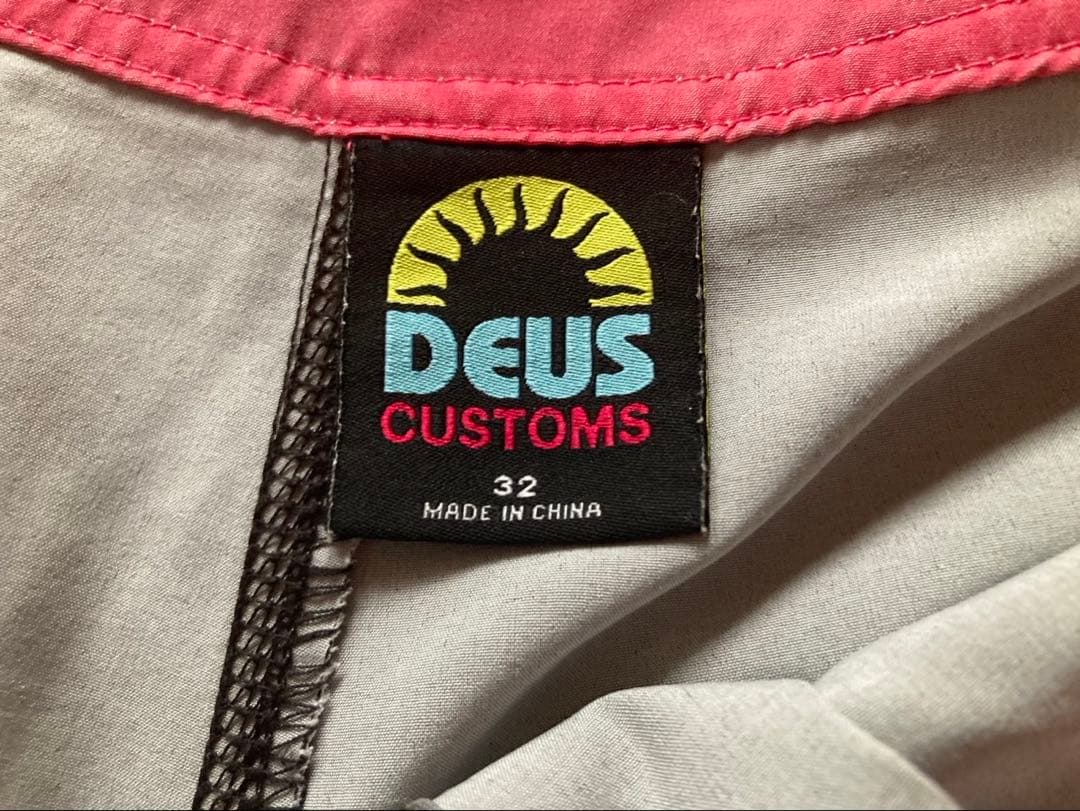 DEUS
CUSTOMS
32
MADE IN CHINA